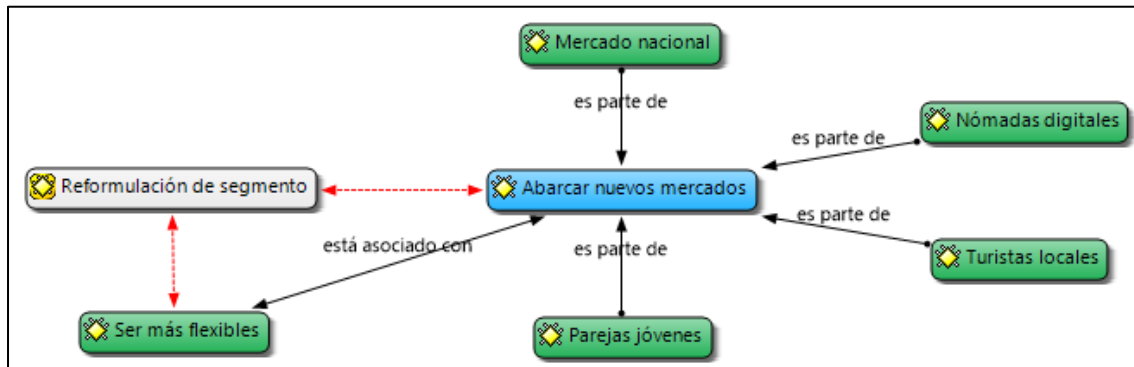 Mercado nacional
es parte de
Nómadas digitales
es parte de
Reformulación de segmento
Abarcar nuevos mercados
es parte de
está asociado con
es parte de
Turistas locales
Ser más flexibles
Parejas jóvenes